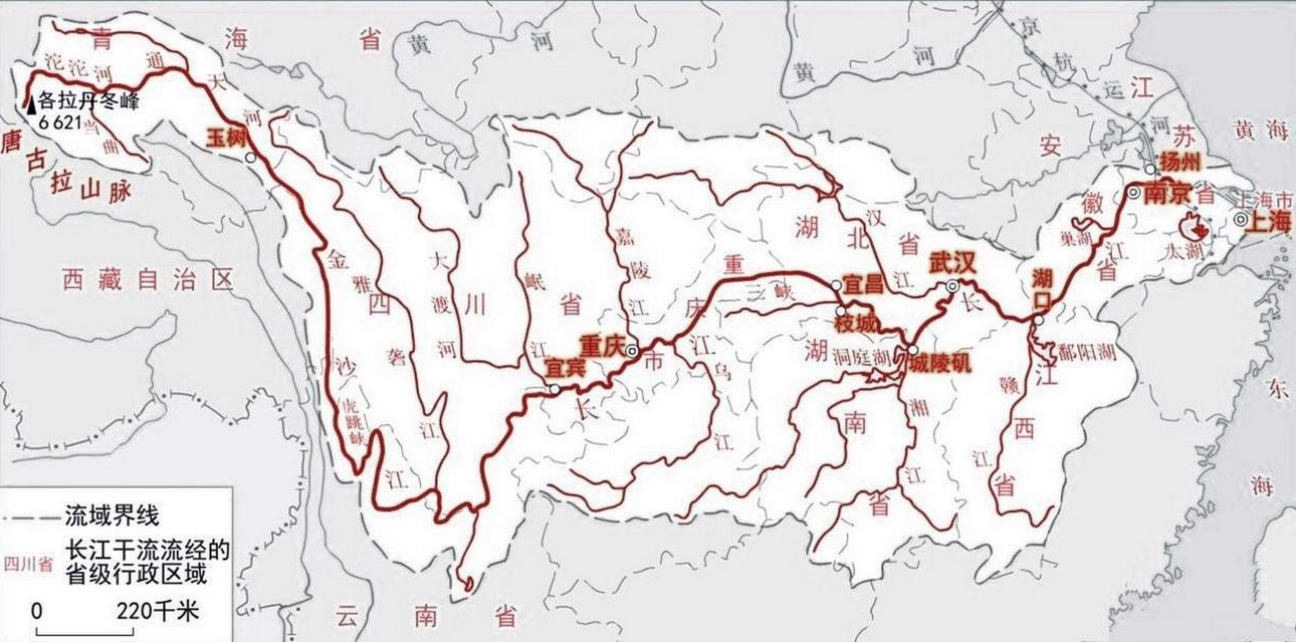 青海省
黄河
黄河
京杭运河
沱沱河
通天河
各拉丹冬峰
6 621
当曲
唐古拉山脉
玉树
西藏自治区
江苏省
安徽省
黄海
扬州
南京
上海市
上海
太湖
巢湖
长江
金沙江
雅砻江
大渡河
岷江
嘉陵江
四川省
重庆市
重庆
宜宾
虎跳峡
三峡
湖北省
汉江
武汉
宜昌
枝城
湖口
城陵矶
洞庭湖
鄱阳湖
长江
乌江
湖南省
湘江
赣江
江西省
东海
云南省
流域界线
四川省
长江干流流经的
省级行政区域
0
220千米